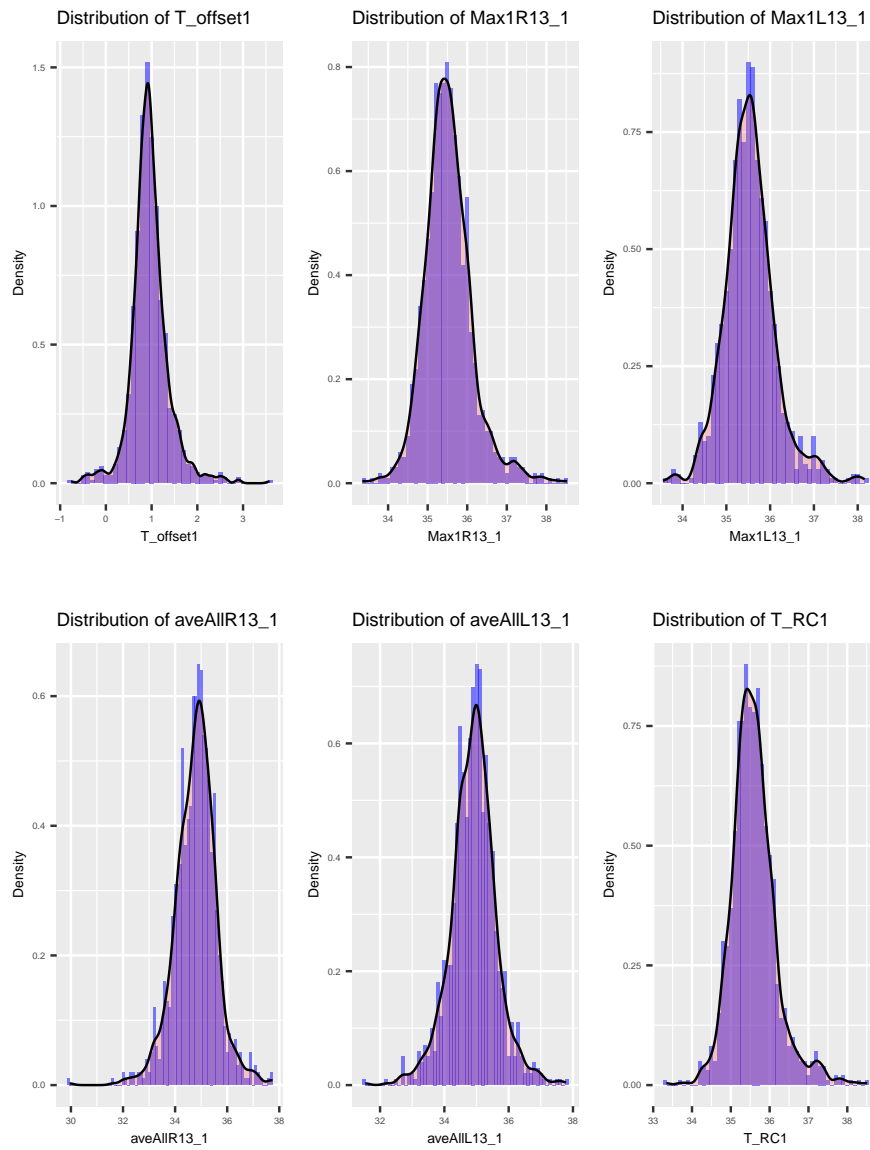 Distribution of T_offset1
Distribution of Max1R13_1
Distribution of Max1L13_1
1.5
1.0
0.5
0.0
Density
−1 0 1 2 3
T_offset1
0.8
0.6
0.4
0.2
0.0
Density
34 35 36 37 38
Max1R13_1
0.75
0.50
0.25
0.00
Density
34 35 36 37 38
Max1L13_1
Distribution of aveAllR13_1
Distribution of aveAllL13_1
Distribution of T_RC1
0.6
0.4
0.2
0.0
Density
30 32 34 36 38
aveAllR13_1
0.6
0.4
0.2
0.0
Density
32 34 36 38
aveAllL13_1
0.75
0.50
0.25
0.00
Density
33 34 35 36 37 38
T_RC1